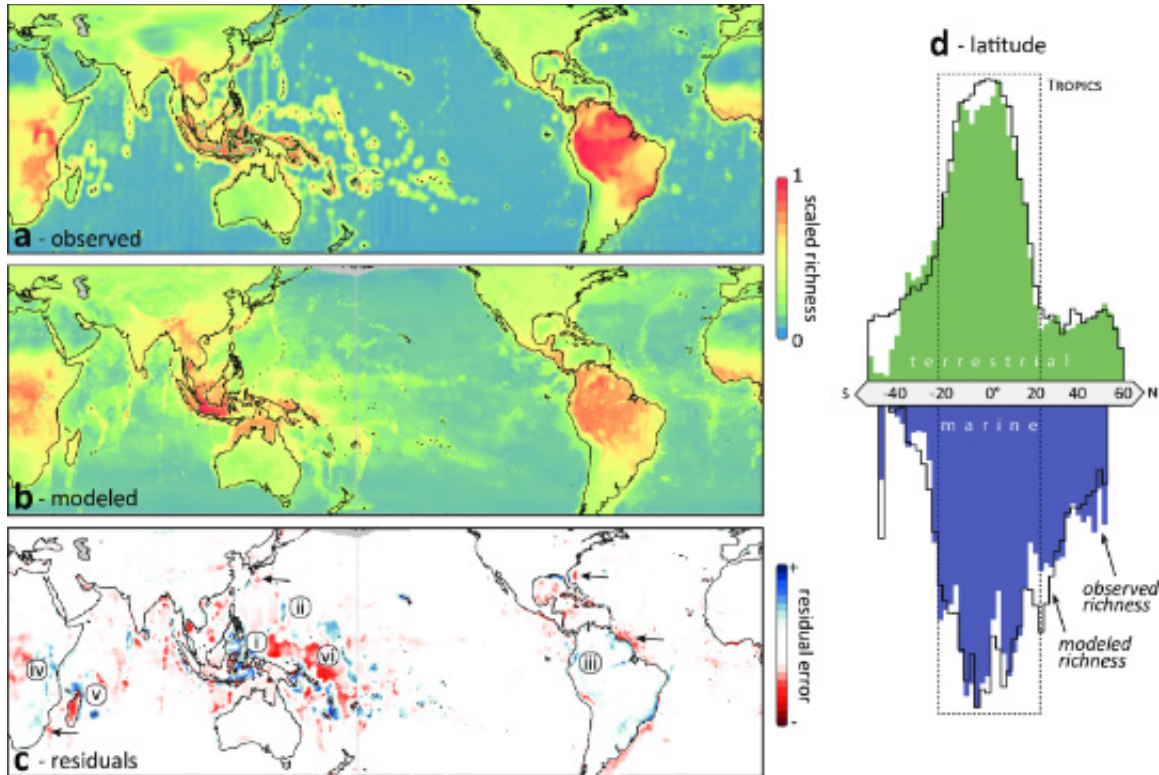 a - observed
b - modeled
c - residuals
1
scaled richness
0
+
residual error
-
i
ii
iii
iv
v
vi
d - latitude
TROPICS
terrestrial
S -40 -20 0° 20 40 60 N
marine
observed
richness
modeled
richness